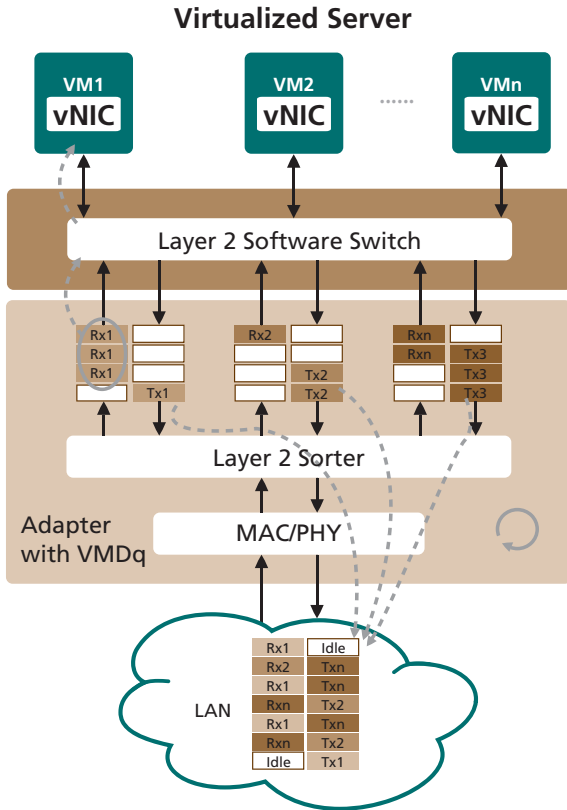 Virtualized Server
VM1 VM2 VMn
vNIC vNIC ...... vNIC
Layer 2 Software Switch
Rx1 Rx2 Rxn
Rx1 Rxn Tx3
Rx1 Tx2 Tx3
Tx1 Tx2 Tx3
Layer 2 Sorter
Adapter
with VMDq
MAC/PHY
LAN
Rx1 Idle
Rx2 Txn
Rx1 Txn
Rxn Tx2
Rx1 Txn
Rxn Tx2
Idle Tx1